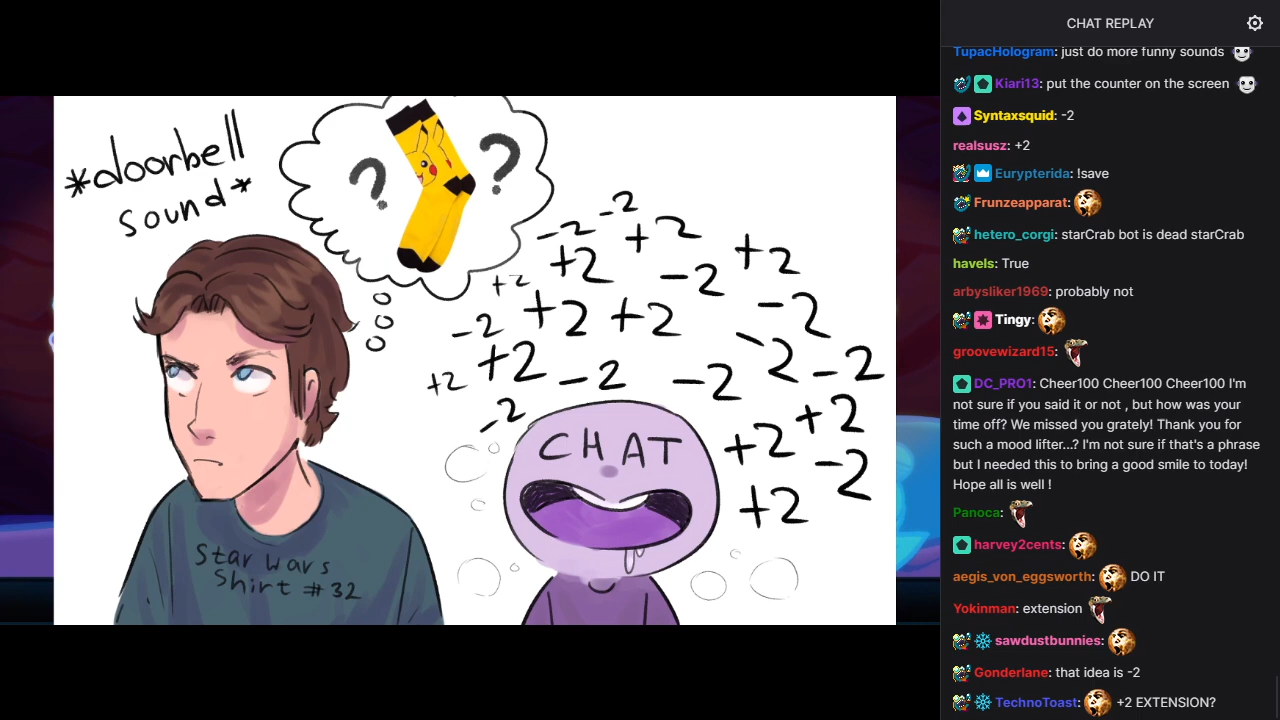 *doorbell
sound*
? ?
-2
-2
+2
+2
+2
-2
+2
+2
+2
-2
-2
+2
-2
+2
-2
-2
+2
-2
-2
+2
-2
+2
-2
+2
CHAT
Star Wars
Shirt #32
CHAT REPLAY
TupacHologram: just do more funny sounds
Kiari13: put the counter on the screen
Syntaxsquid: -2
realsusz: +2
Eurypterida: !save
Frunzeapparat:
hetero_corgi: starCrab bot is dead starCrab
havels: True
arbysliker1969: probably not
Tingy:
groovewizard15:
DC_PRO1: Cheer100 Cheer100 Cheer100 I'm
not sure if you said it or not , but how was your
time off? We missed you grately! Thank you for
such a mood lifter...? I'm not sure if that's a phrase
but I needed this to bring a good smile to today!
Hope all is well !
Panoca:
harvey2cents:
aegis_von_eggsworth: DO IT
Yokinman: extension
sawdustbunnies:
Gonderlane: that idea is -2
TechnoToast: +2 EXTENSION?